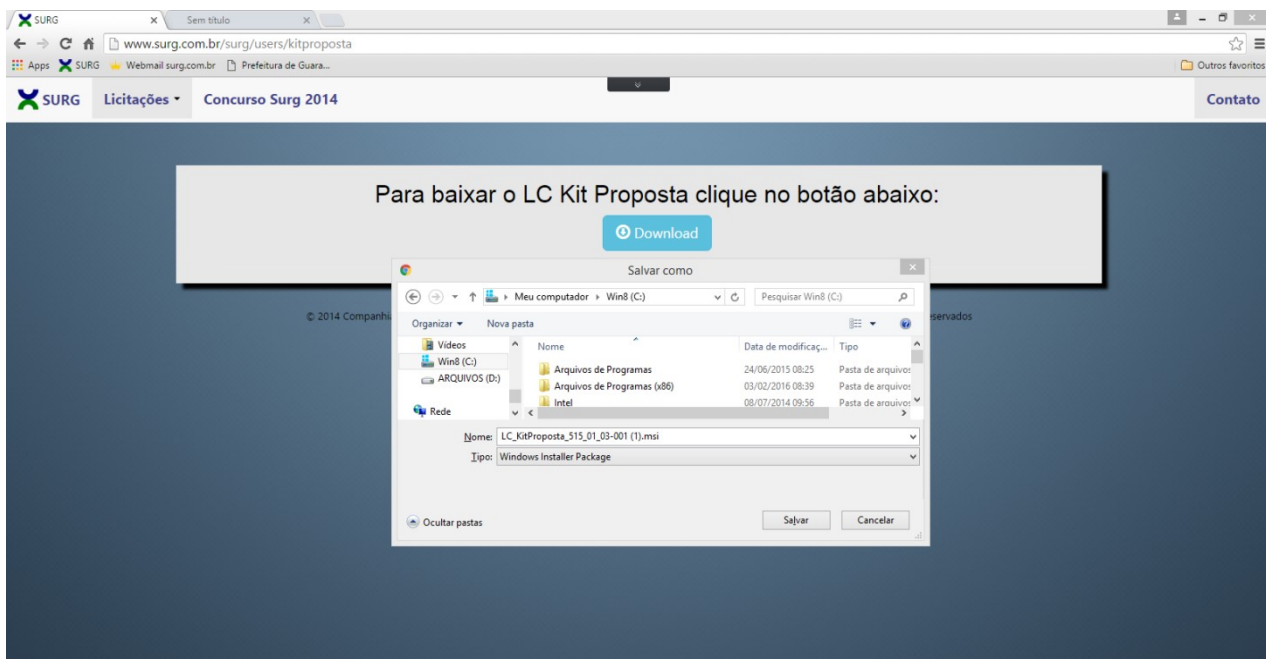 SURG
Sem título
www.surg.com.br/surg/users/kitproposta
Apps SURG Webmail surg.com.br Prefeitura de Guara...
Outros favoritos
SURG Licitações Concurso Surg 2014 Contato
Para baixar o LC Kit Proposta clique no botão abaixo:
Download
Salvar como
Meu computador Win8 (C:)
Pesquisar Win8 (C:)
Organizar Nova pasta
Vídeos
Win8 (C:)
ARQUIVOS (D:)
Rede
Nome Data de modificaç... Tipo
Arquivos de Programas 24/06/2015 08:25 Pasta de arquivos
Arquivos de Programas (x86) 03/02/2016 08:39 Pasta de arquivos
Intel 08/07/2014 09:56 Pasta de arquivos
Nome: LC_KitProposta_515_01_03-001 (1).msi
Tipo: Windows Installer Package
Ocultar pastas
Salvar Cancelar
© 2014 Companhi
servados